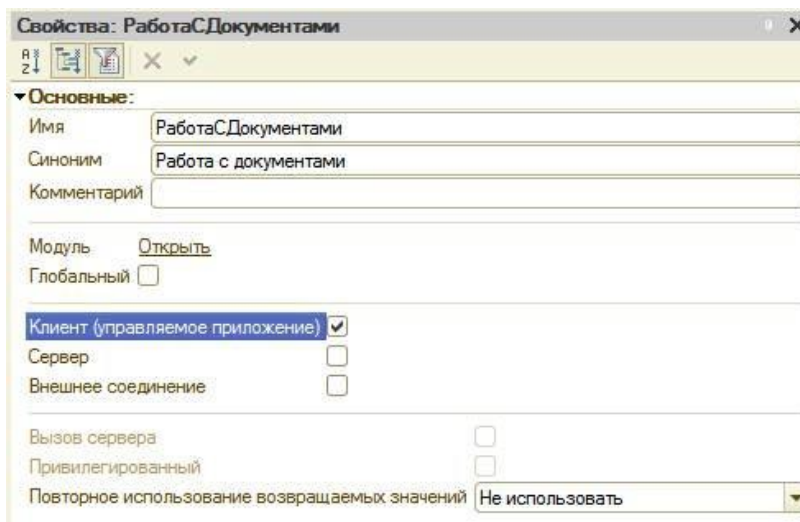 Свойства: РаботаСДокументами
Основные:
Имя РаботаСДокументами
Синоним Работа с документами
Комментарий
Модуль Открыть
Глобальный
Клиент (управляемое приложение)
Сервер
Внешнее соединение
Вызов сервера
Привилегированный
Повторное использование возвращаемых значений Не использовать